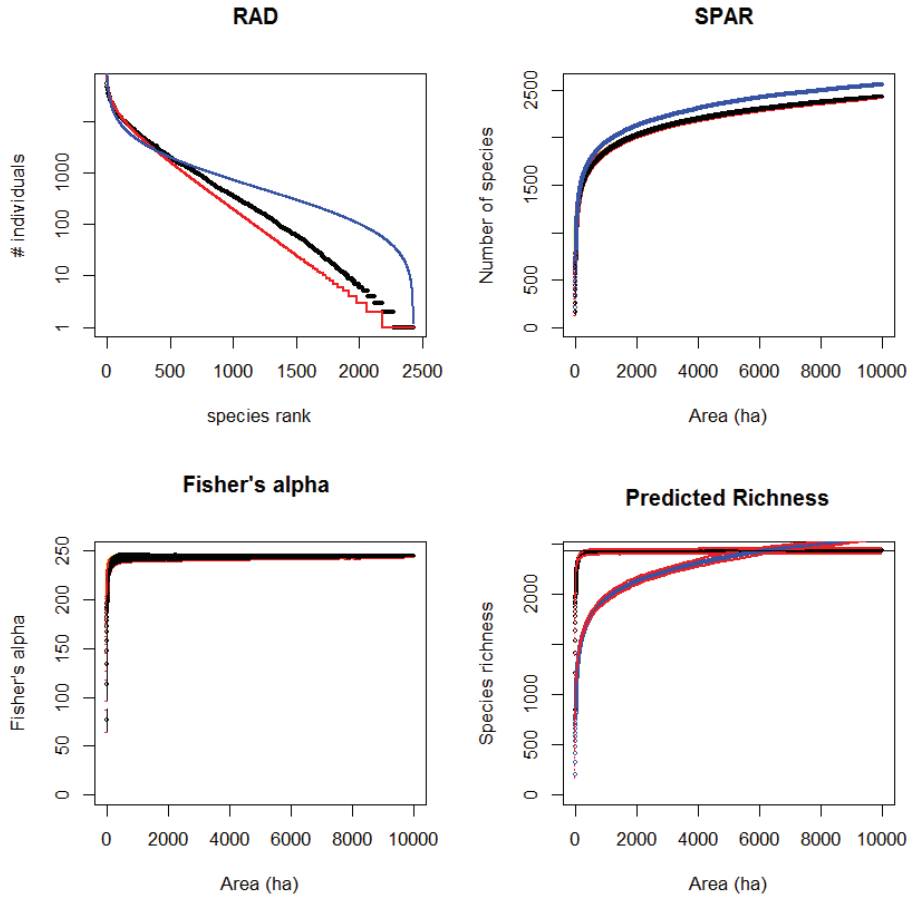 RAD
# individuals
1000
100
10
1
0 500 1000 1500 2000 2500
species rank
SPAR
Number of species
2500
1500
500
0
0 2000 4000 6000 8000 10000
Area (ha)
Fisher's alpha
Fisher's alpha
250
200
150
100
50
0
0 2000 4000 6000 8000 10000
Area (ha)
Predicted Richness
Species richness
2000
1000
500
0
0 2000 4000 6000 8000 10000
Area (ha)